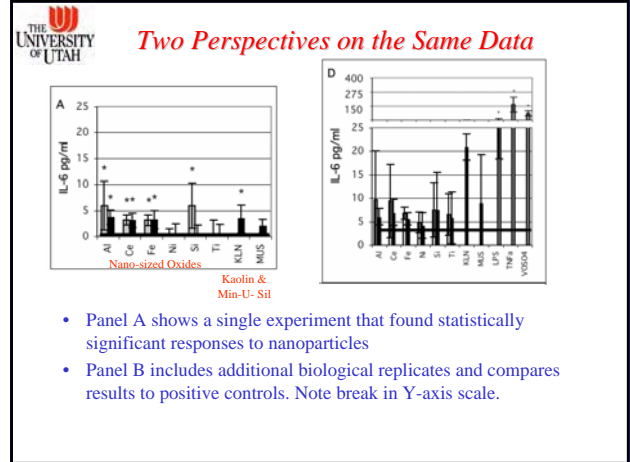 THE
UNIVERSITY
OF UTAH
Two Perspectives on the Same Data
A
25
20
15
10
5
0
IL-6 pg/ml
* * ** ** * *
Al Ce Fe Ni Si Ti KLN MUS
Nano-sized Oxides
Kaolin &
Min-U- Sil
D
400
275
150
25
20
15
10
5
0
IL-6 pg/ml
Al Ce Fe Ni Si Ti KLN MUS LPS TNFa VOSO4
• Panel A shows a single experiment that found statistically
significant responses to nanoparticles
• Panel B includes additional biological replicates and compares
results to positive controls. Note break in Y-axis scale.